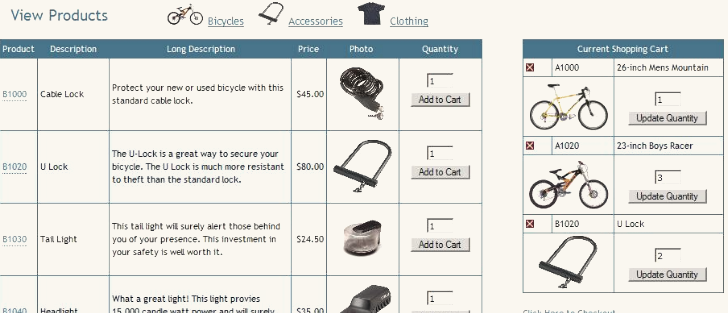 View Products
Bicycles
Accessories
Clothing
Product Description Long Description Price Photo Quantity
B1000 Cable Lock Protect your new or used bicycle with this
standard cable lock. $45.00 1
Add to Cart
B1020 U Lock The U-Lock is a great way to secure your
bicycle. The U Lock is much more resistant
to theft than the standard lock. $80.00 1
Add to Cart
B1030 Tail Light This tail light will surely alert those behind
you of your presence. This investment in
your safety is well worth it. $24.50 1
Add to Cart
B1040 Headlight What a great light! This light provies
15,000 candle watt power and will surely $35.00 1
Current Shopping Cart
A1000 26-inch Mens Mountain
1
Update Quantity
A1020 23-inch Boys Racer
3
Update Quantity
B1020 U Lock
2
Update Quantity
Click Here to Checkout